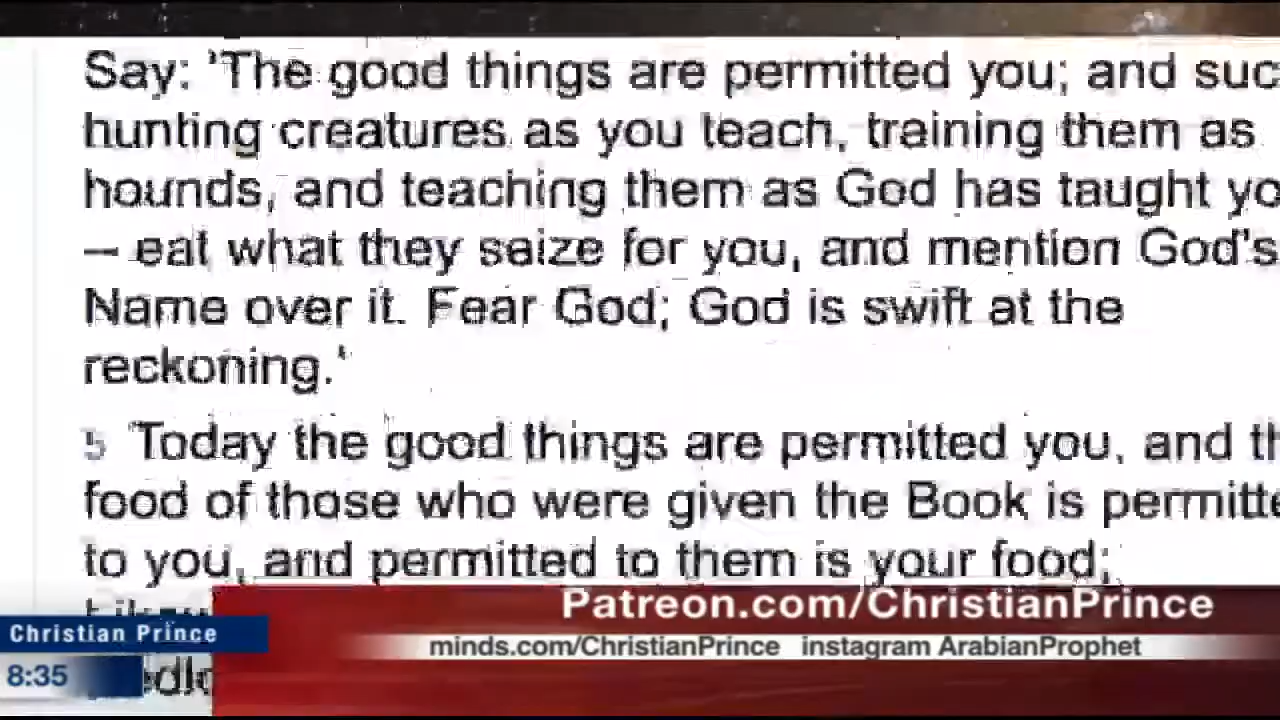 Say: 'The good things are permitted you; and suc
hunting creatures as you teach, training them as
hounds, and teaching them as God has taught yo
— eat what they seize for you, and mention God's
Name over it. Fear God; God is swift at the
reckoning.'
5 'Today the good things are permitted you, and th
food of those who were given the Book is permitte
to you, and permitted to them is your food;
Patreon.com/ChristianPrince
Christian Prince
minds.com/ChristianPrince instagram ArabianProphet
8:35